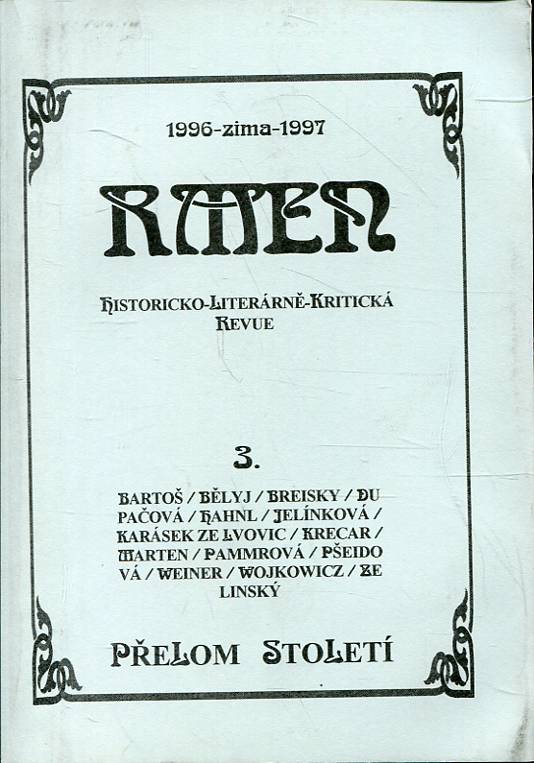 1996-zima-1997
RMEN
Historicko-Literárně-Kritická
Revue
3.
Bartoš / Bělyj / Breisky / Du
pačová / Hahnl / Jelínková /
Karásek ze Lvovic / Krecar /
Marten / Pammrová / Pšeido
vá / Weiner / Wojkowicz / Ze
linský
Přelom Století